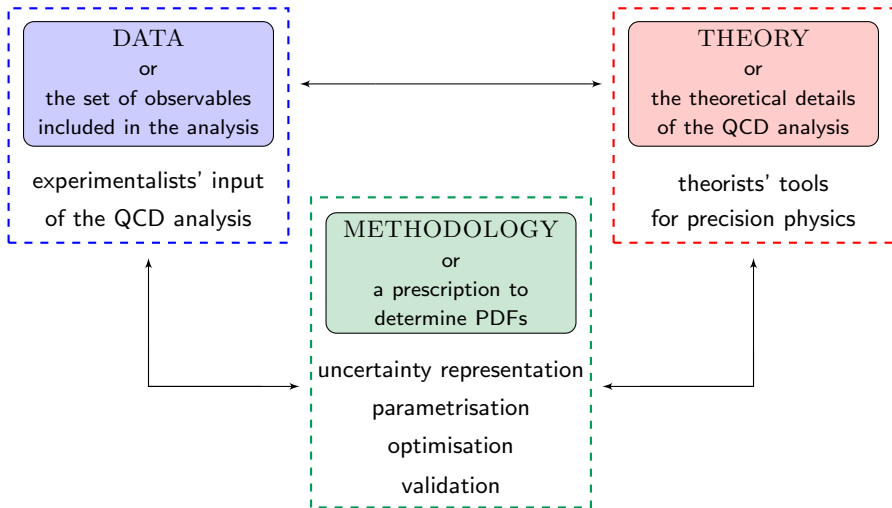 DATA
or
the set of observables
included in the analysis
experimentalists' input
of the QCD analysis
THEORY
or
the theoretical details
of the QCD analysis
theorists' tools
for precision physics
METHODOLOGY
or
a prescription to
determine PDFs
uncertainty representation
parametrisation
optimisation
validation